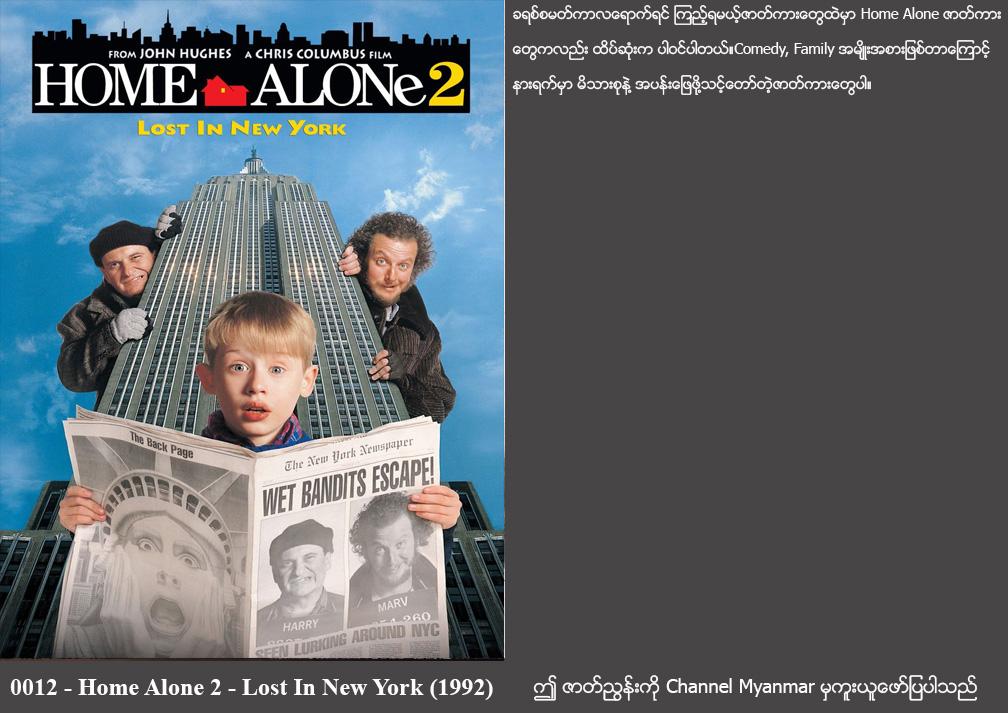 FROM JOHN HUGHES A CHRIS COLUMBUS FILM
HOME ALONe 2
LOST IN NEW YORK
The Back Page
The New York Newspaper
WET BANDITS ESCAPE!
HARRY
MARV
SEEN LURKING AROUND NYC
0012 - Home Alone 2 - Lost In New York (1992)
ခရစ်စမတ်ကာလရောက်ရင် ကြည့်ရမယ့်ဇာတ်ကားတွေထဲမှာ Home Alone ဇာတ်ကား
တွေကလည်း ထိပ်ဆုံးက ပါဝင်ပါတယ်။Comedy, Family အမျိုးအစားဖြစ်တာကြောင့်
နားရက်မှာ မိသားစုနဲ့ အပန်းဖြေဖို့သင့်တော်တဲ့ဇာတ်ကားတွေပါ။
ဤ ဇာတ်ညွှန်းကို Channel Myanmar မှကူးယူဖော်ပြပါသည်